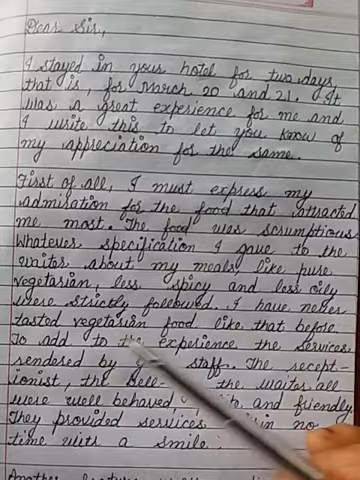 Dear Sir,
I stayed in your hotel for two days
that is, for March 20 and 21. It
was a great experience for me and
I write this to let you know of
my appreciation for the same.
First of all, I must express my
admiration for the food that attracted
me most. The food was scrumptious.
Whatever specification I gave to the
waiter about my meals, like pure
vegetarian, less spicy and less oily
were strictly followed. I have never
tasted vegetarian food like that before.
To add to the experience the services
rendered by staff. The recept-
ionist, the Bell- the waiter all
were well behaved, and friendly
They provided services in no
time with a smile.
Another